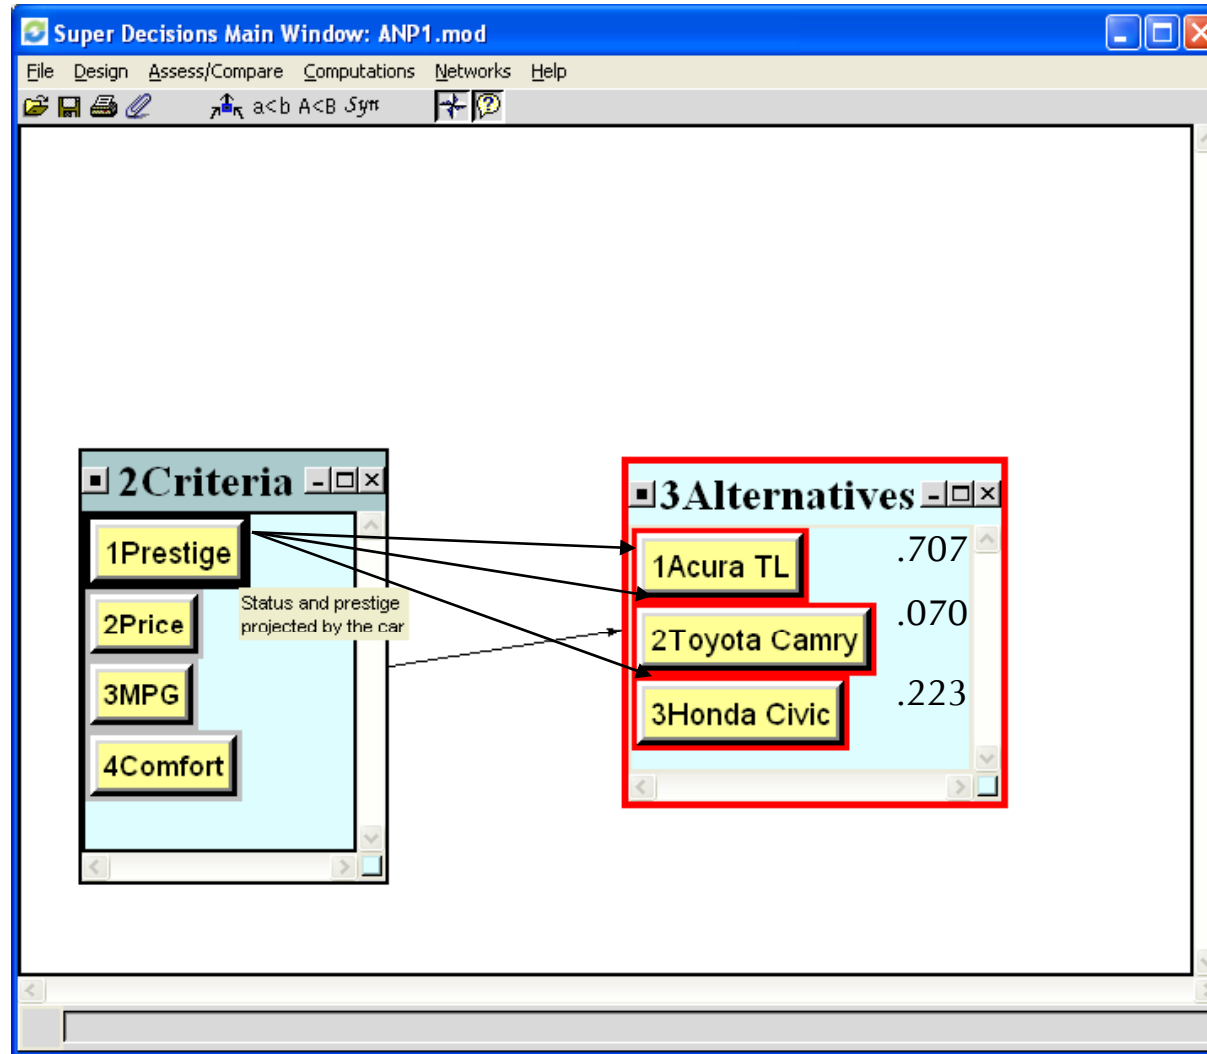 Super Decisions Main Window: ANP1.mod
File Design Assess/Compare Computations Networks Help
a<b A<B Syn
2Criteria
1Prestige
Status and prestige
projected by the car
2Price
3MPG
4Comfort
3Alternatives
1Acura TL .707
2Toyota Camry .070
3Honda Civic .223